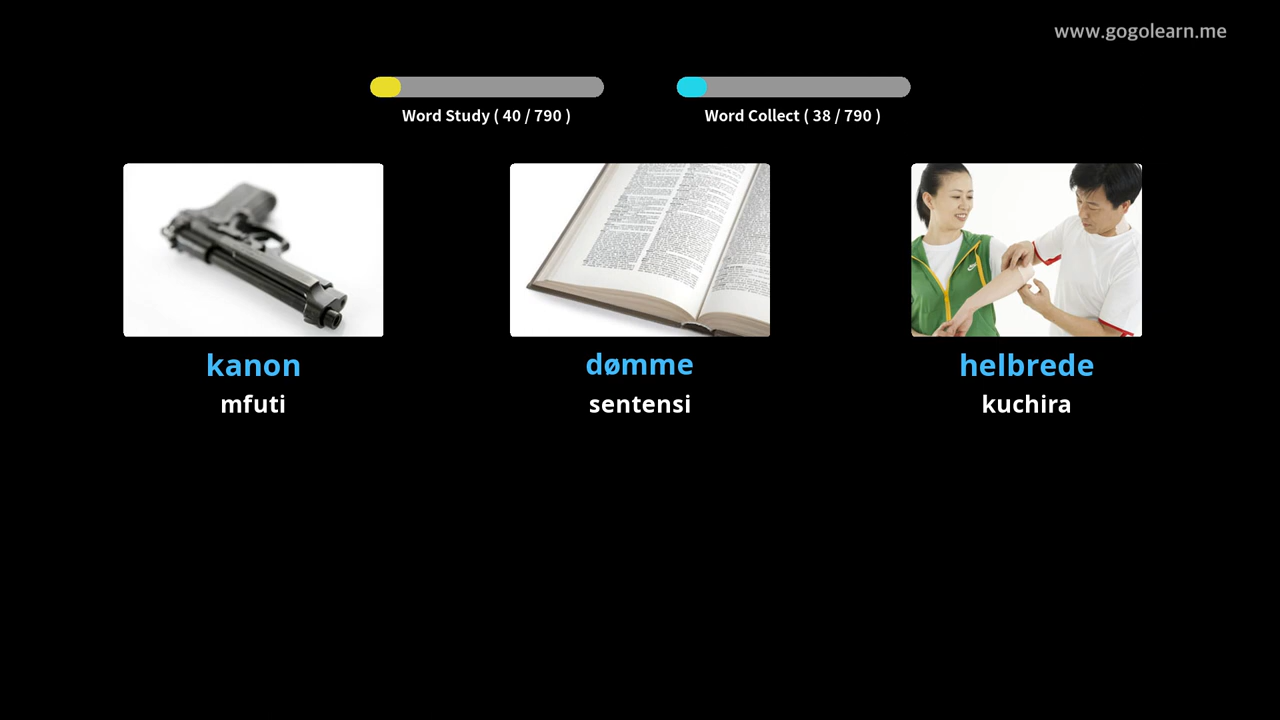 www.gogolearn.me
Word Study ( 40 / 790 )
Word Collect ( 38 / 790 )
kanon
mfuti
dømme
sentensi
helbrede
kuchira